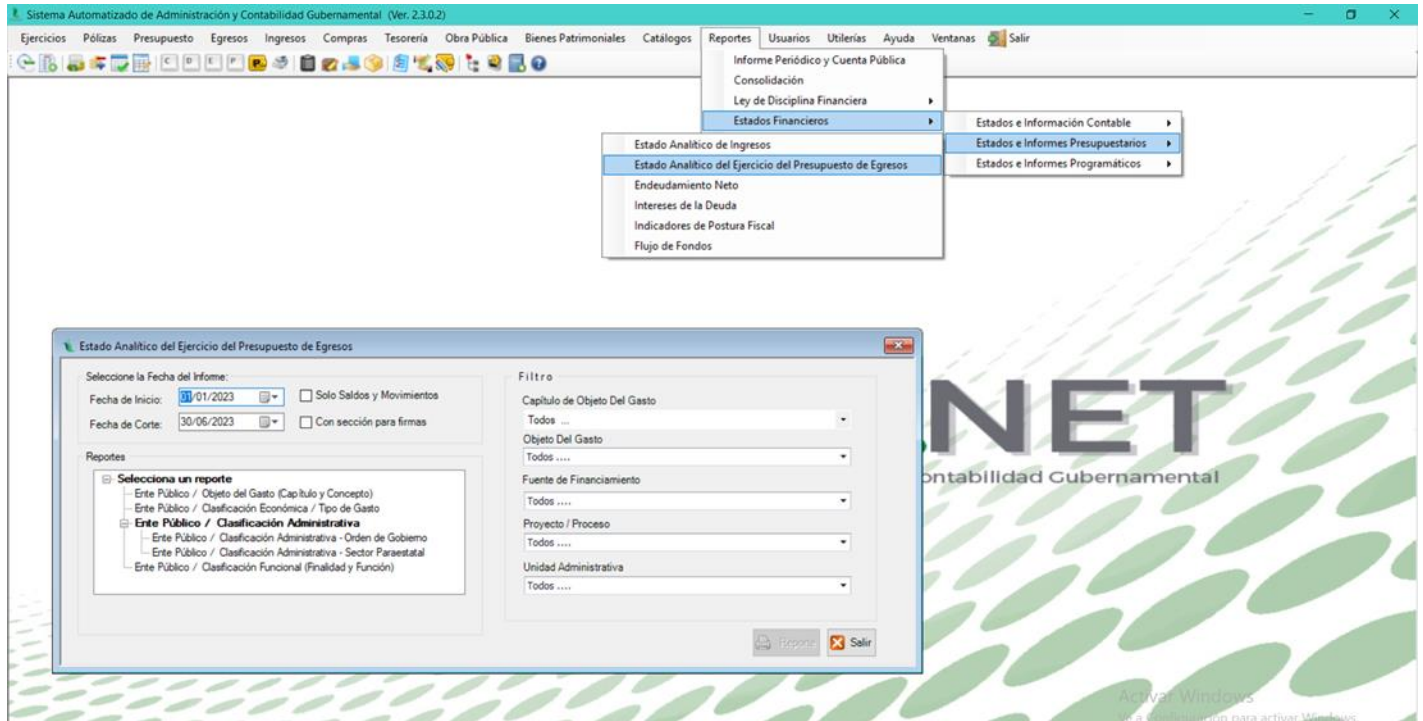 Sistema Automatizado de Administración y Contabilidad Gubernamental (Ver. 2.3.0.2)
Ejercicios Pólizas Presupuesto Egresos Ingresos Compras Tesorería Obra Pública Bienes Patrimoniales Catálogos Reportes Usuarios Utilerías Ayuda Ventanas Salir
C D E P
Informe Periódico y Cuenta Pública
Consolidación
Ley de Disciplina Financiera
Estados Financieros
Estados e Información Contable
Estados e Informes Presupuestarios
Estados e Informes Programáticos
Estado Analítico de Ingresos
Estado Analítico del Ejercicio del Presupuesto de Egresos
Endeudamiento Neto
Intereses de la Deuda
Indicadores de Postura Fiscal
Flujo de Fondos
Estado Analítico del Ejercicio del Presupuesto de Egresos
Seleccione la Fecha del Informe:
Fecha de Inicio: 01/01/2023 Solo Saldos y Movimientos
Fecha de Corte: 30/06/2023 Con sección para firmas
Reportes
Selecciona un reporte
Ente Público / Objeto del Gasto (Capítulo y Concepto)
Ente Público / Clasificación Económica / Tipo de Gasto
Ente Público / Clasificación Administrativa
Ente Público / Clasificación Administrativa - Orden de Gobierno
Ente Público / Clasificación Administrativa - Sector Paraestatal
Ente Público / Clasificación Funcional (Finalidad y Función)
Filtro
Capítulo de Objeto Del Gasto
Todos ...
Objeto Del Gasto
Todos ....
Fuente de Financiamiento
Todos ....
Proyecto / Proceso
Todos ....
Unidad Administrativa
Todos ....
Reporte Salir
NET
ontabilidad Gubernamental
Activar Windows
Ve a Configuración para activar Windows